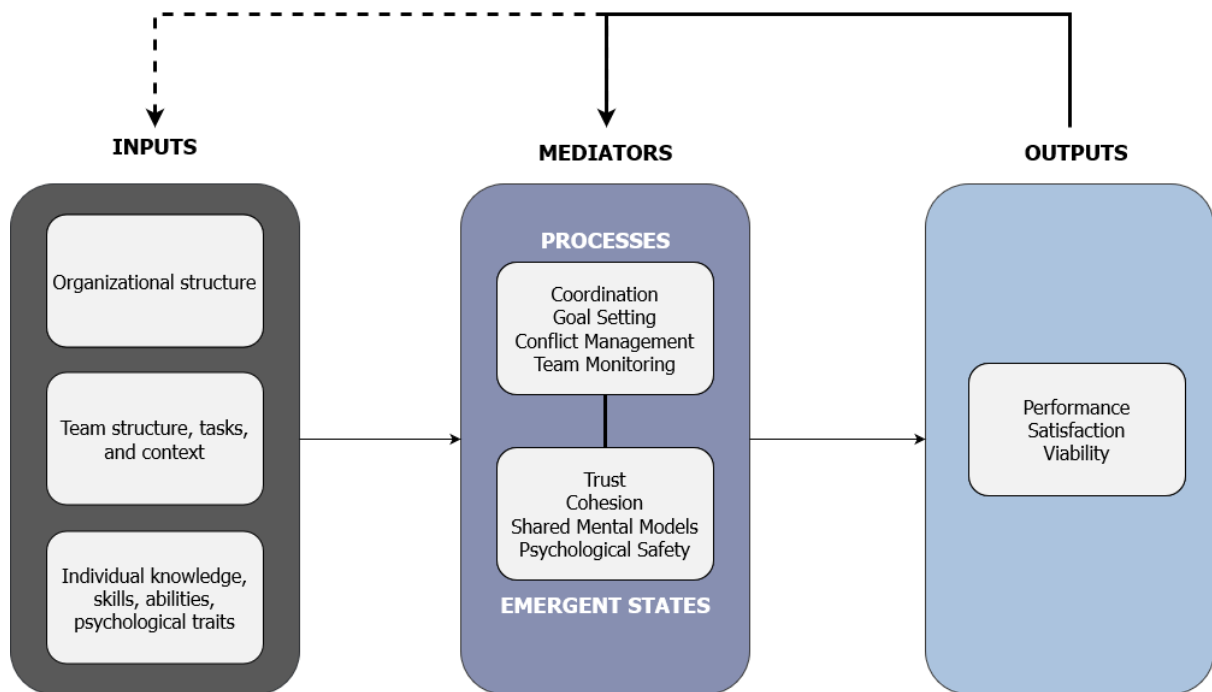 INPUTS
Organizational structure
Team structure, tasks,
and context
Individual knowledge,
skills, abilities,
psychological traits
MEDIATORS
PROCESSES
Coordination
Goal Setting
Conflict Management
Team Monitoring
Trust
Cohesion
Shared Mental Models
Psychological Safety
EMERGENT STATES
OUTPUTS
Performance
Satisfaction
Viability